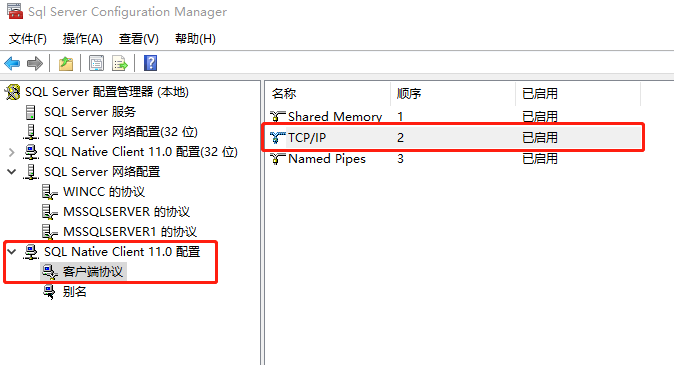 Sql Server Configuration Manager
文件(F) 操作(A) 查看(V) 帮助(H)
SQL Server 配置管理器 (本地)
SQL Server 服务
SQL Server 网络配置(32 位)
SQL Native Client 11.0 配置(32 位)
SQL Server 网络配置
WINCC 的协议
MSSQLSERVER 的协议
MSSQLSERVER1 的协议
SQL Native Client 11.0 配置
客户端协议
别名
名称 顺序 已启用
Shared Memory 1 已启用
TCP/IP 2 已启用
Named Pipes 3 已启用